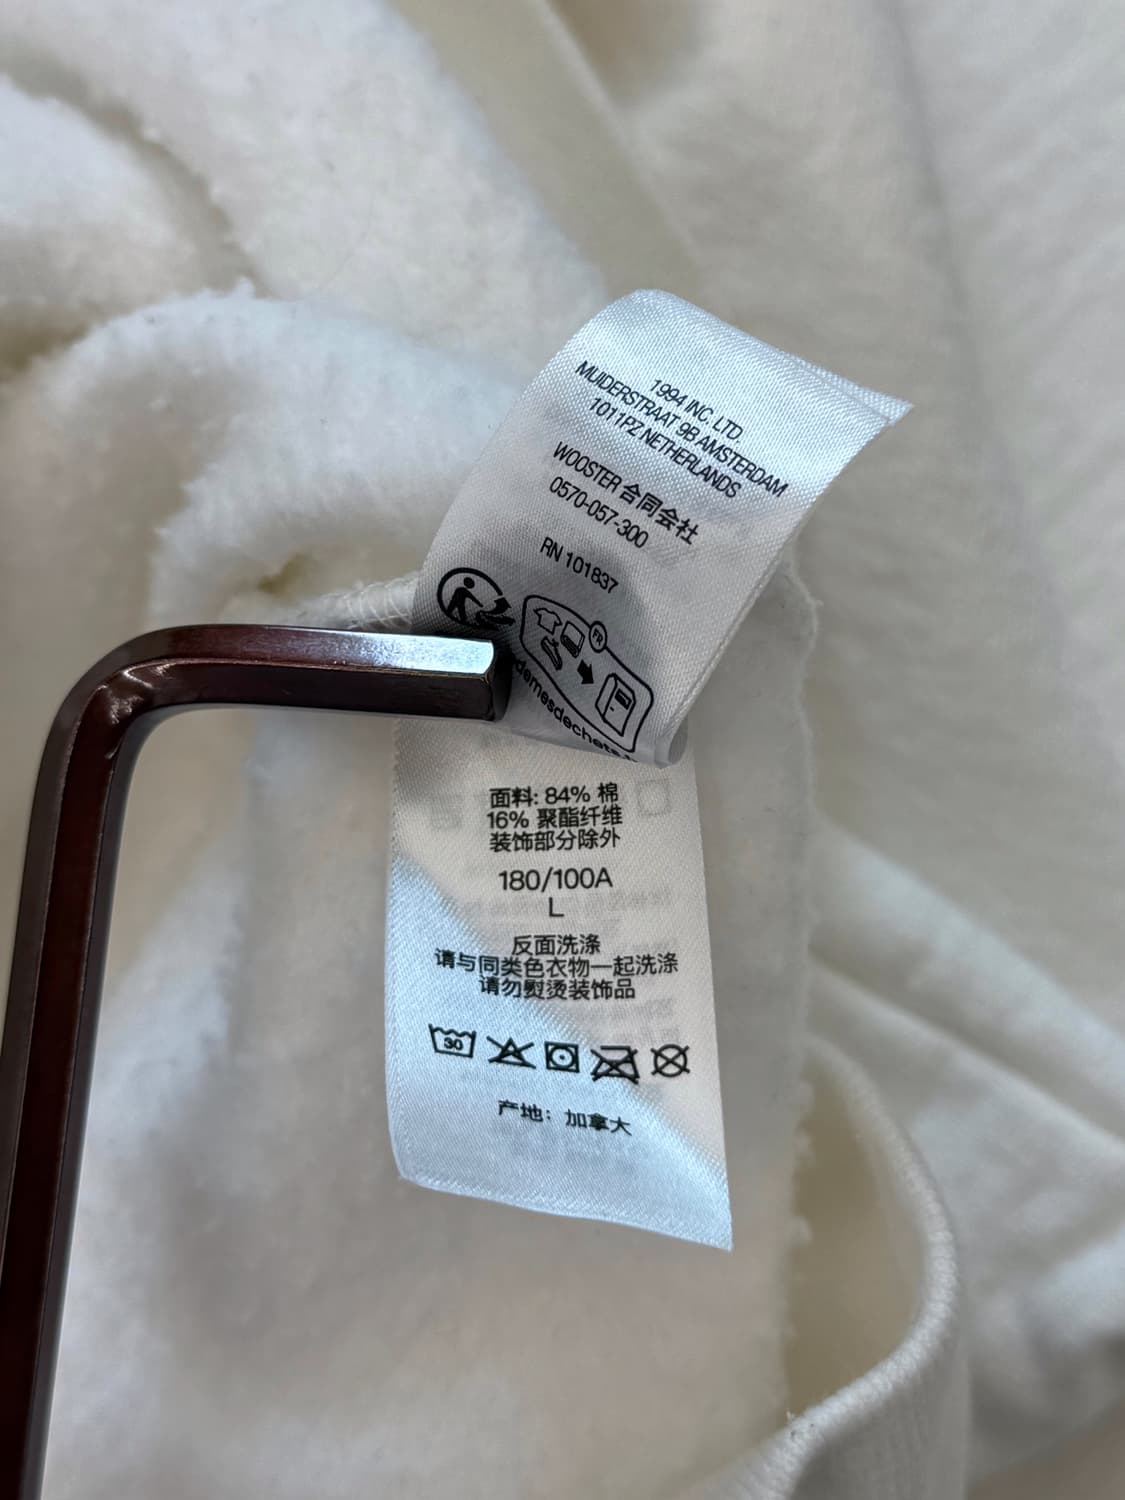 1994 INC. LTD.
MUIDERSTRAAT 9B AMSTERDAM
1011PZ NETHERLANDS
WOOSTER 合同会社
0570-057-300
RN 101837
FR
面料: 84% 棉
16% 聚酯纤维
装饰部分除外
180/100A
L
反面洗涤
请与同类色衣物一起洗涤
请勿熨烫装饰品
30
产地：加拿大